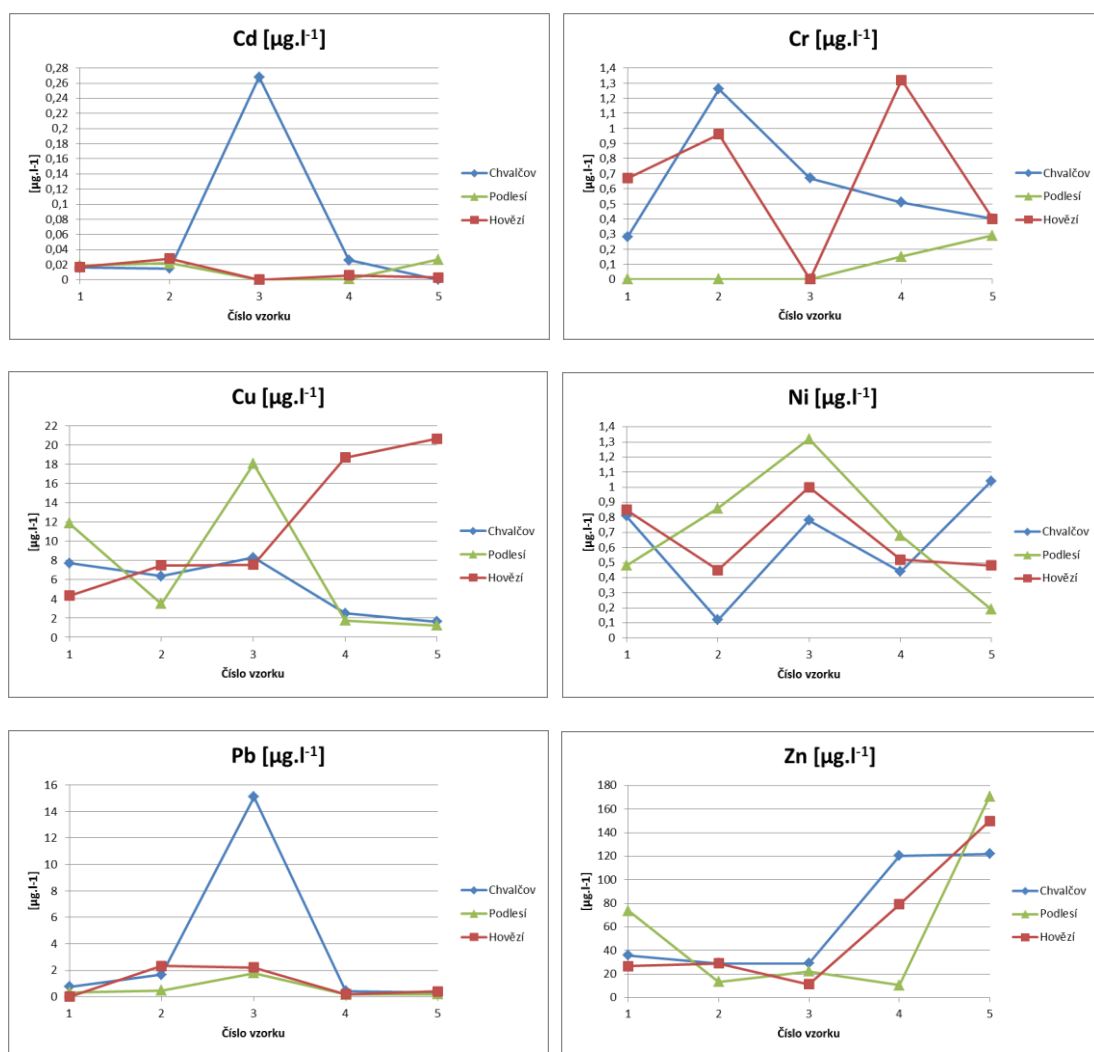 Cd [µg.l-1]
[µg.l-1]
0,28
0,26
0,24
0,22
0,2
0,18
0,16
0,14
0,12
0,1
0,08
0,06
0,04
0,02
0
1 2 3 4 5
Číslo vzorku
Chvalčov
Podlesí
Hovězí
Cr [µg.l-1]
[µg.l-1]
1,4
1,3
1,2
1,1
1
0,9
0,8
0,7
0,6
0,5
0,4
0,3
0,2
0,1
0
1 2 3 4 5
Číslo vzorku
Chvalčov
Podlesí
Hovězí
Cu [µg.l-1]
[µg.l-1]
22
20
18
16
14
12
10
8
6
4
2
0
1 2 3 4 5
Číslo vzorku
Chvalčov
Podlesí
Hovězí
Ni [µg.l-1]
[µg.l-1]
1,4
1,3
1,2
1,1
1
0,9
0,8
0,7
0,6
0,5
0,4
0,3
0,2
0,1
0
1 2 3 4 5
Číslo vzorku
Chvalčov
Podlesí
Hovězí
Pb [µg.l-1]
[µg.l-1]
16
14
12
10
8
6
4
2
0
1 2 3 4 5
Číslo vzorku
Chvalčov
Podlesí
Hovězí
Zn [µg.l-1]
[µg.l-1]
180
160
140
120
100
80
60
40
20
0
1 2 3 4 5
Číslo vzorku
Chvalčov
Podlesí
Hovězí